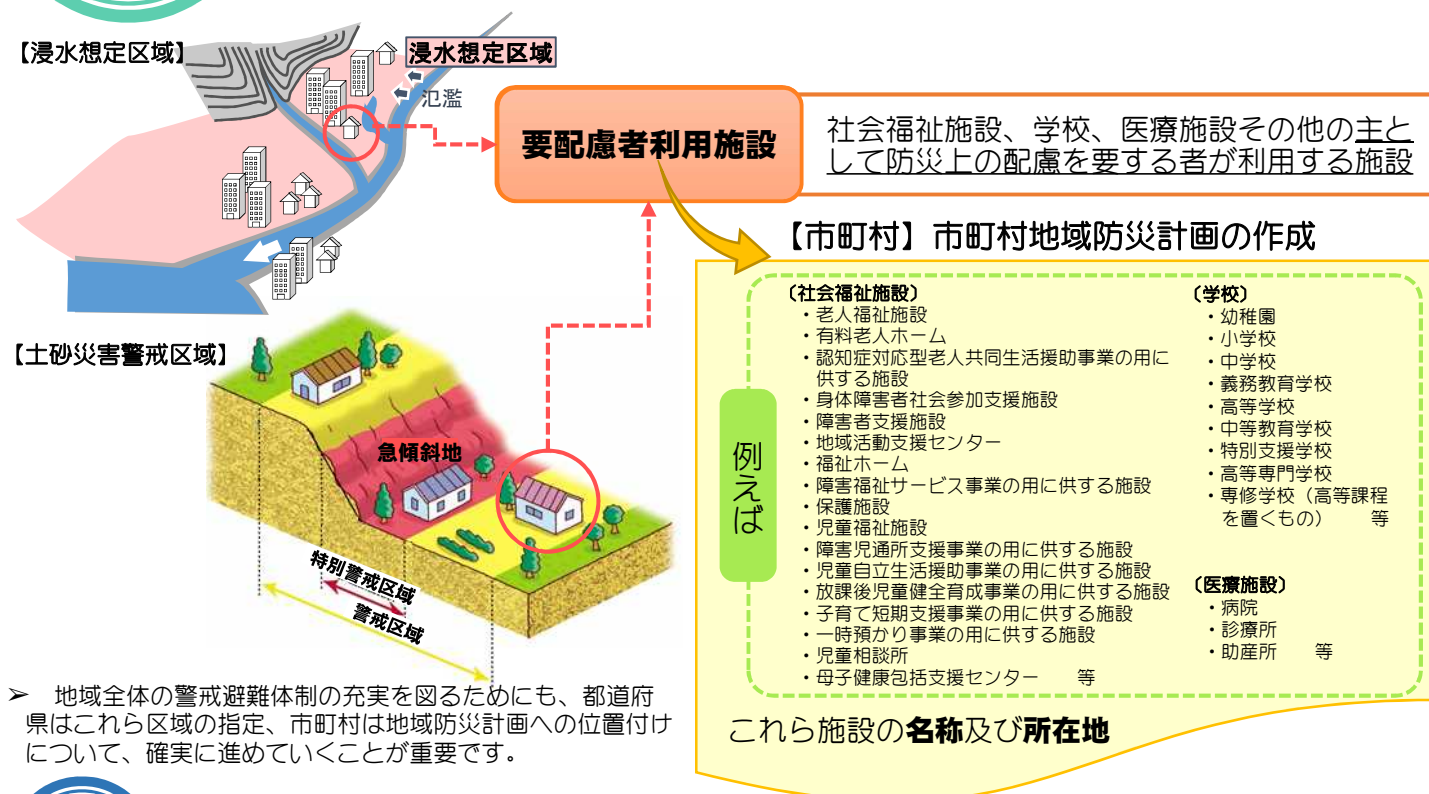 【浸水想定区域】
浸水想定区域
氾濫
要配慮者利用施設
社会福祉施設、学校、医療施設その他の主と
して防災上の配慮を要する者が利用する施設
【市町村】市町村地域防災計画の作成
例えば
（社会福祉施設）
・老人福祉施設
・有料老人ホーム
・認知症対応型老人共同生活援助事業の用に
供する施設
・身体障害者社会参加支援施設
・障害者支援施設
・地域活動支援センター
・福祉ホーム
・障害福祉サービス事業の用に供する施設
・保護施設
・児童福祉施設
・障害児通所支援事業の用に供する施設
・児童自立生活援助事業の用に供する施設
・放課後児童健全育成事業の用に供する施設
・子育て短期支援事業の用に供する施設
・一時預かり事業の用に供する施設
・児童相談所
・母子健康包括支援センター　　等
（学校）
・幼稚園
・小学校
・中学校
・義務教育学校
・高等学校
・中等教育学校
・特別支援学校
・高等専門学校
・専修学校（高等課程
を置くもの）　　等
（医療施設）
・病院
・診療所
・助産所　　等
これら施設の名称及び所在地
【土砂災害警戒区域】
急傾斜地
特別警戒区域
警戒区域
➢　地域全体の警戒避難体制の充実を図るためにも、都道府
県はこれら区域の指定、市町村は地域防災計画への位置付け
について、確実に進めていくことが重要です。